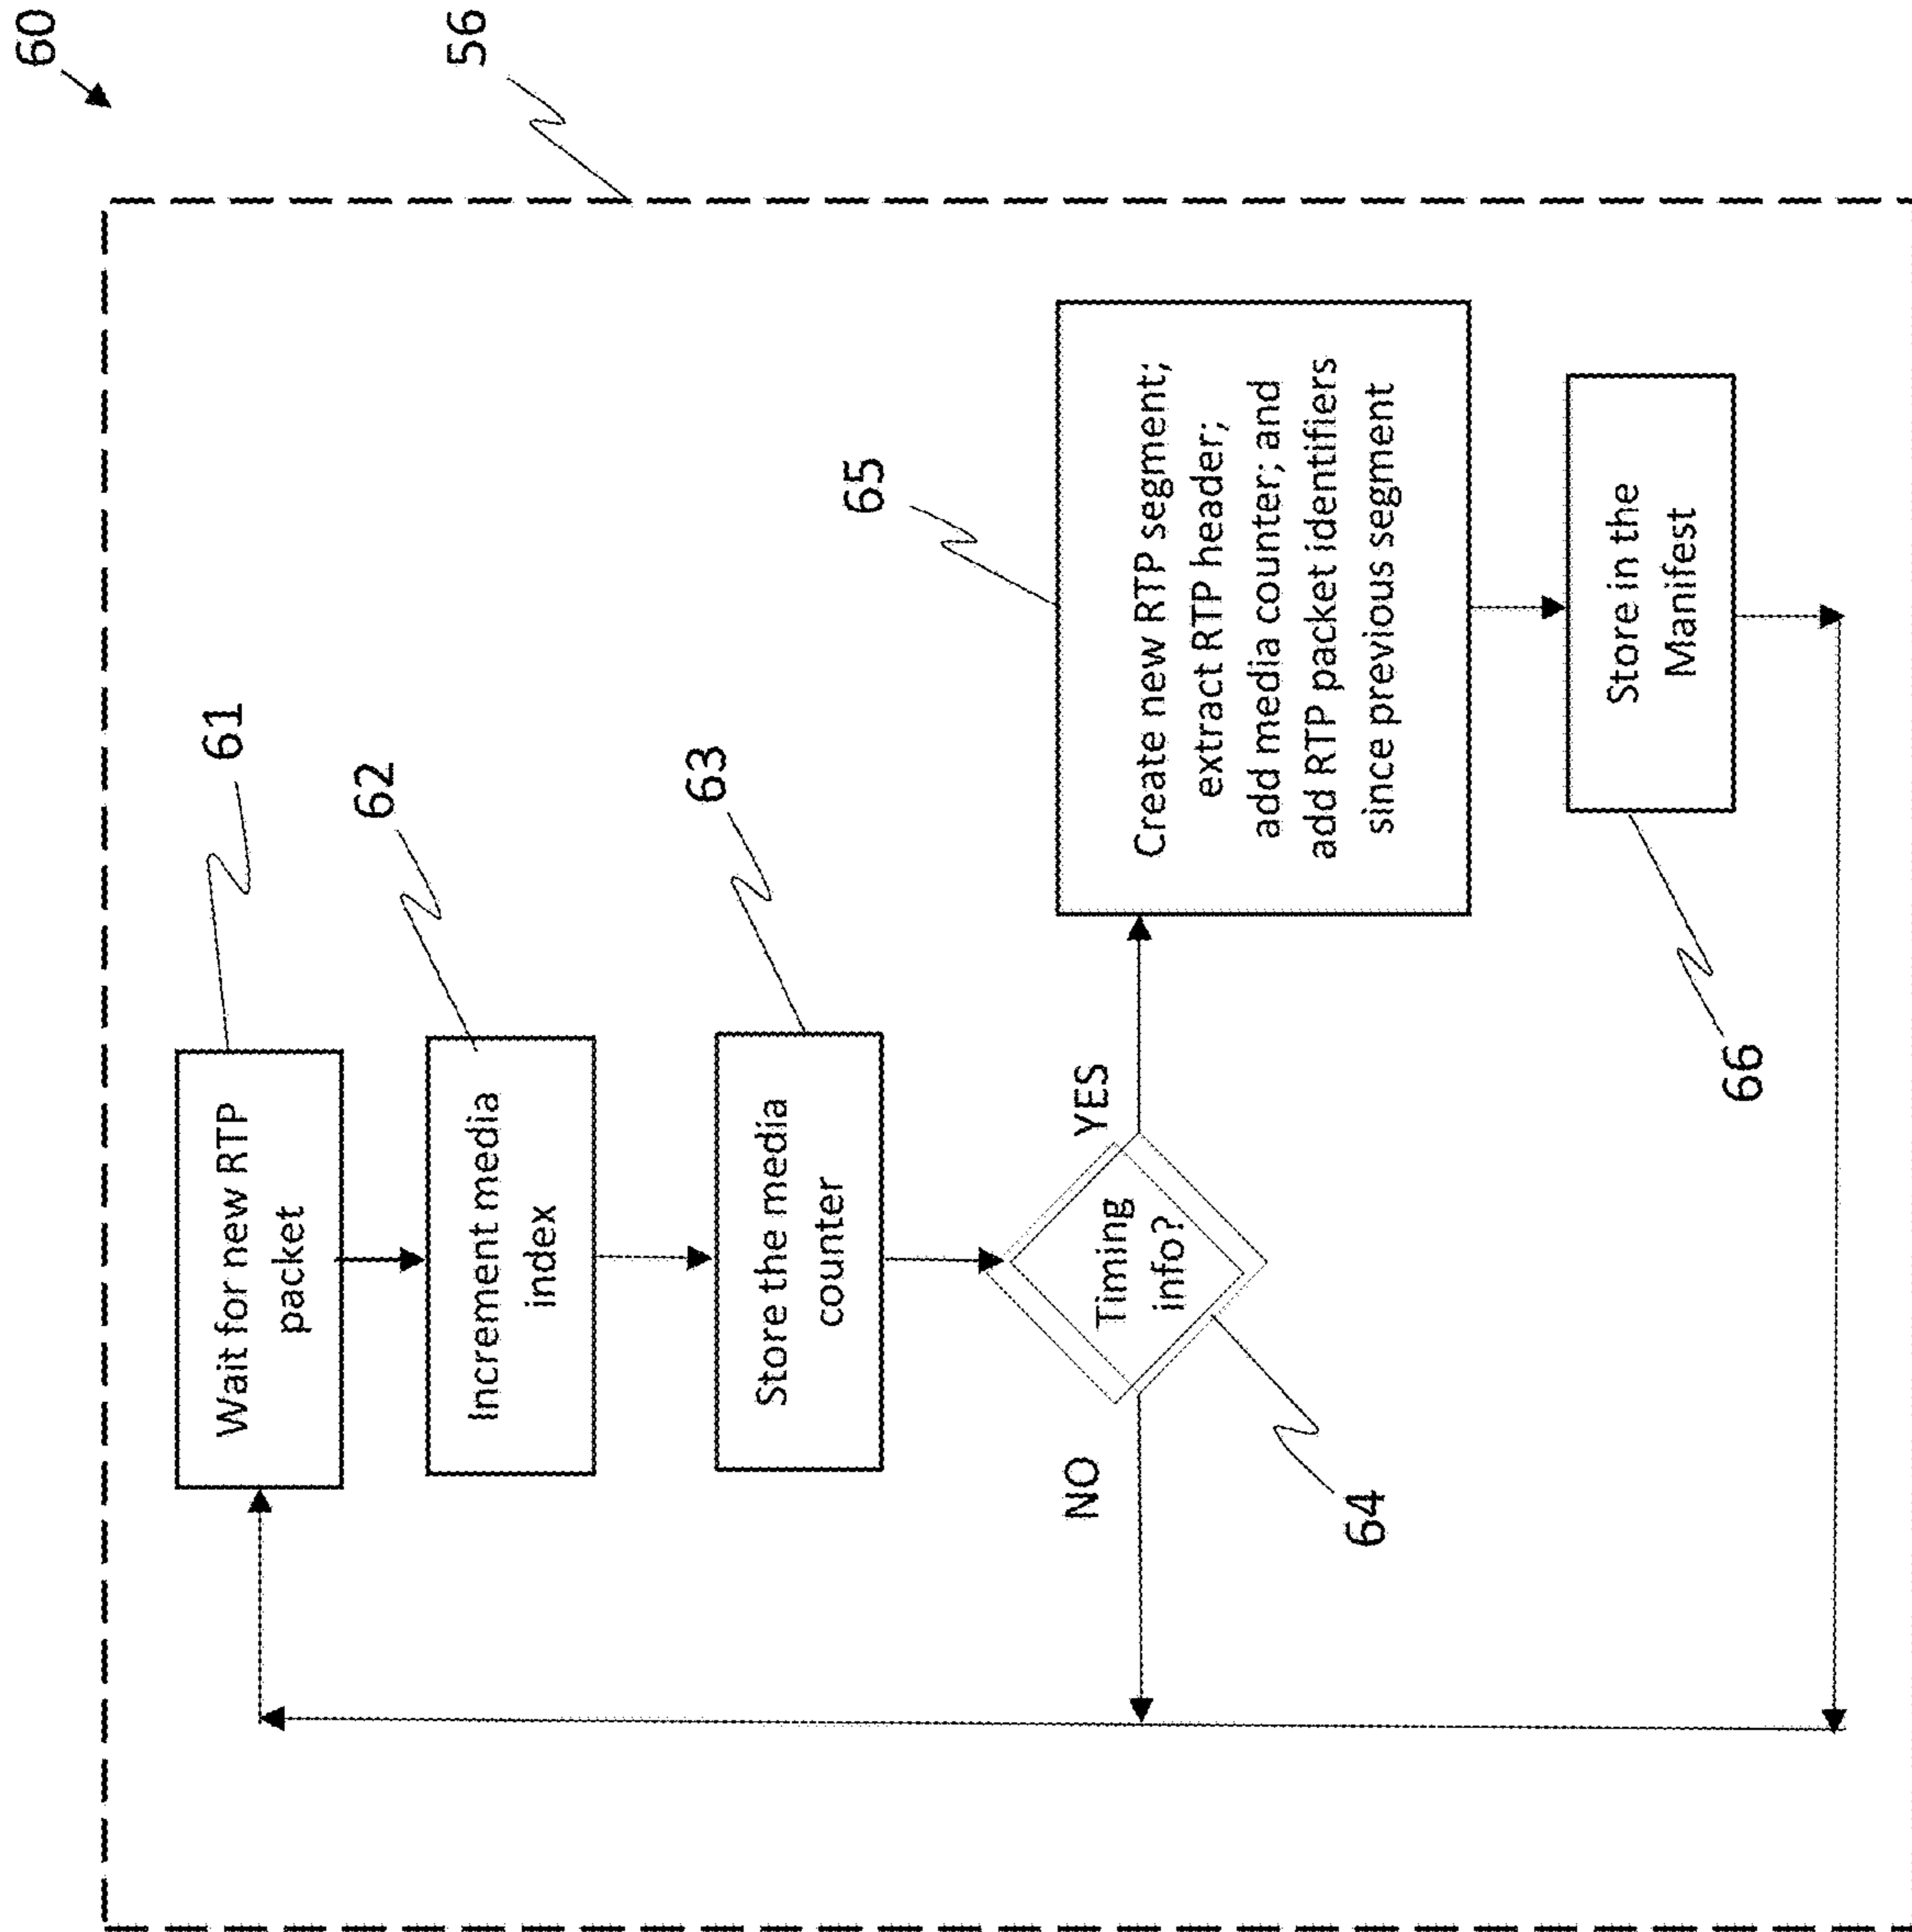 60
56
Wait for new RTP
packet
61
Increment media
index
62
Store the media
counter
63
Timing
info?
64
NO
YES
Create new RTP segment;
extract RTP header;
add media counter; and
add RTP packet identifiers
since previous segment
65
Store in the
Manifest
66